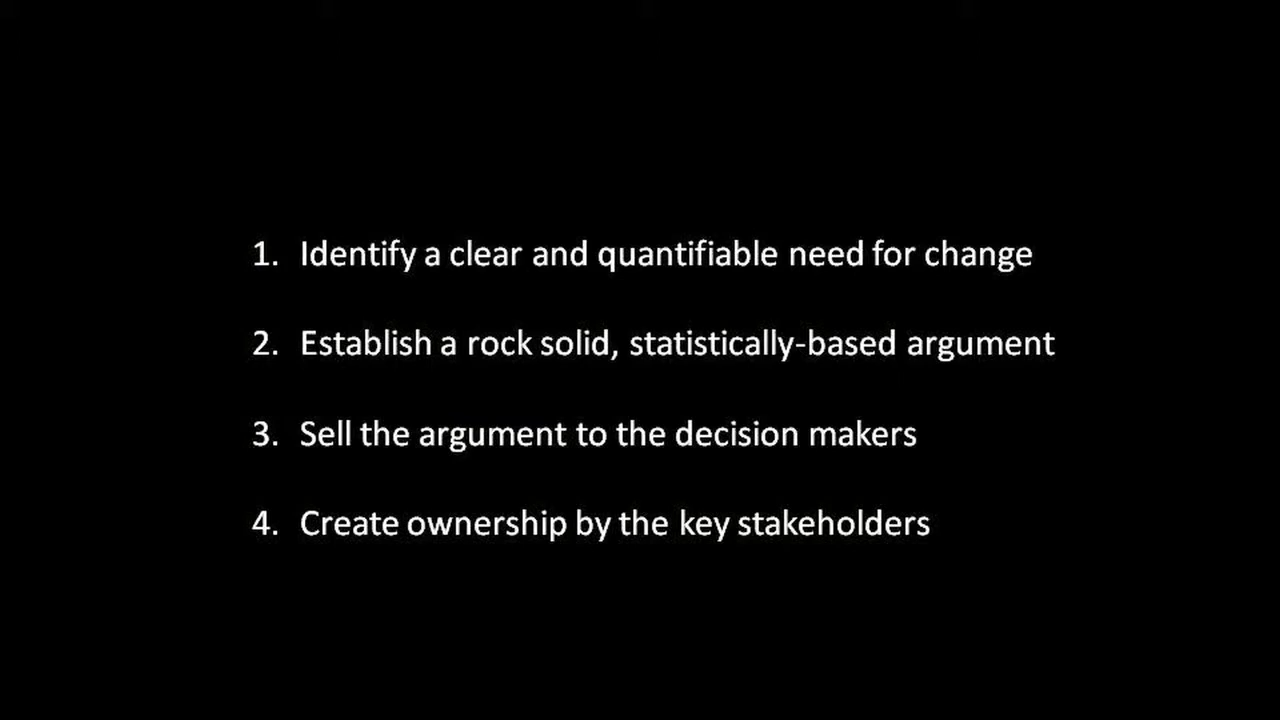 1. Identify a clear and quantifiable need for change
2. Establish a rock solid, statistically-based argument
3. Sell the argument to the decision makers
4. Create ownership by the key stakeholders